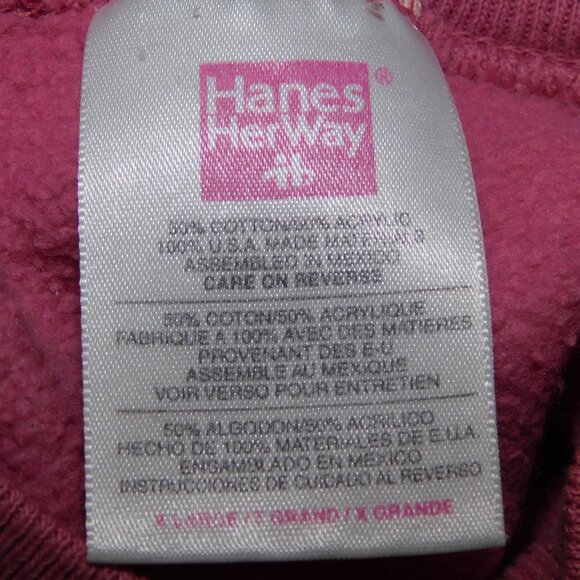 Hanes
HerWay
®
50% COTTON/50% ACRYLIC
100% U.S.A. MADE MATERIALS
ASSEMBLED IN MEXICO
CARE ON REVERSE
50% COTON/50% ACRYLIQUE
FABRIQUE A 100% AVEC DES MATIERES
PROVENANT DES E-U
ASSEMBLE AU MEXIQUE
VOIR VERSO POUR ENTRETIEN
50% ALGODON/50% ACRILICO
HECHO DE 100% MATERIALES DE E.U.A.
ENSAMBLADO EN MEXICO
INSTRUCCIONES DE CUIDADO AL REVERSO
X LARGE / T GRAND / X GRANDE